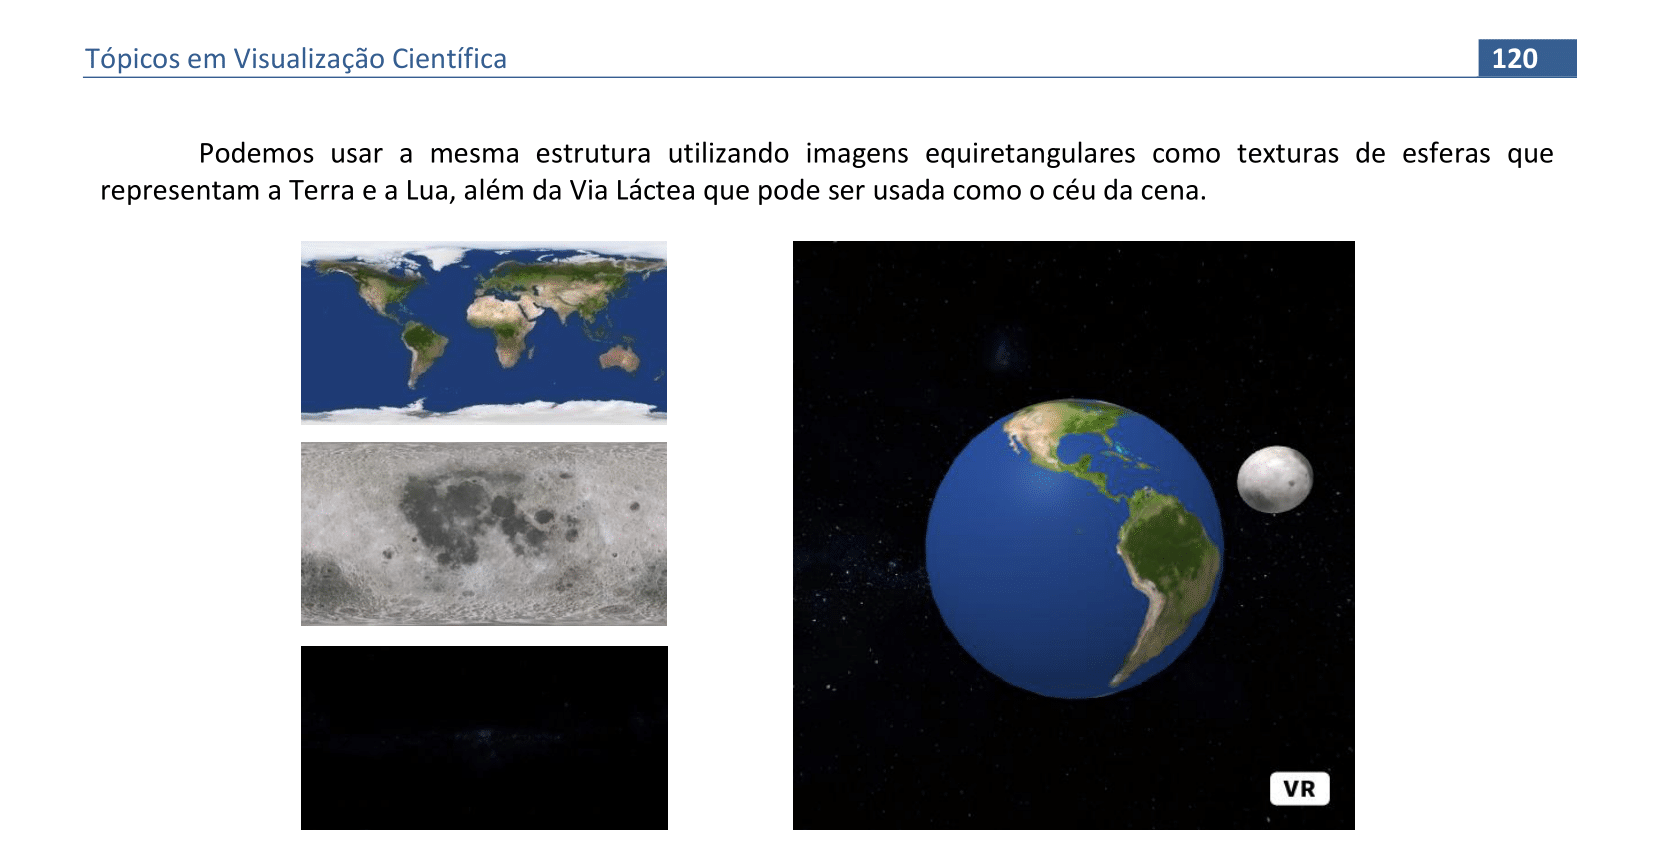 Tópicos em Visualização Científica
120
Podemos usar a mesma estrutura utilizando imagens equiretangulares como texturas de esferas que
representam a Terra e a Lua, além da Via Láctea que pode ser usada como o céu da cena.
VR